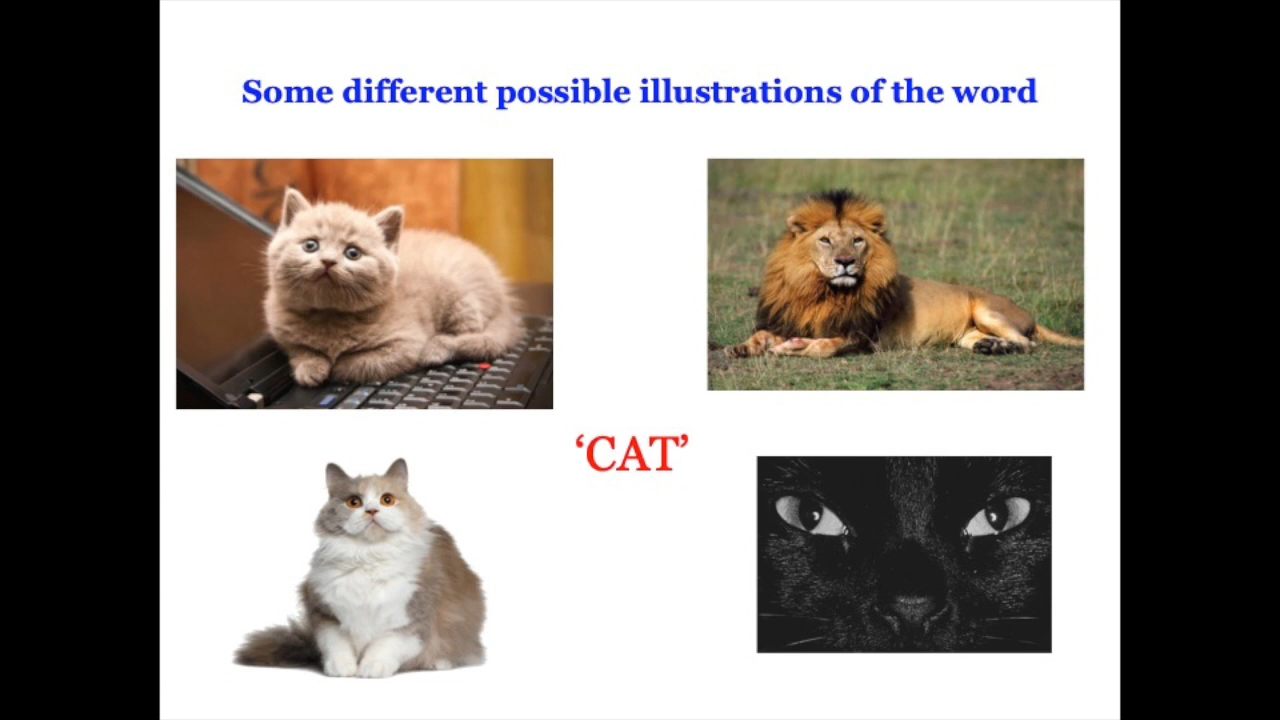 Some different possible illustrations of the word
‘CAT’